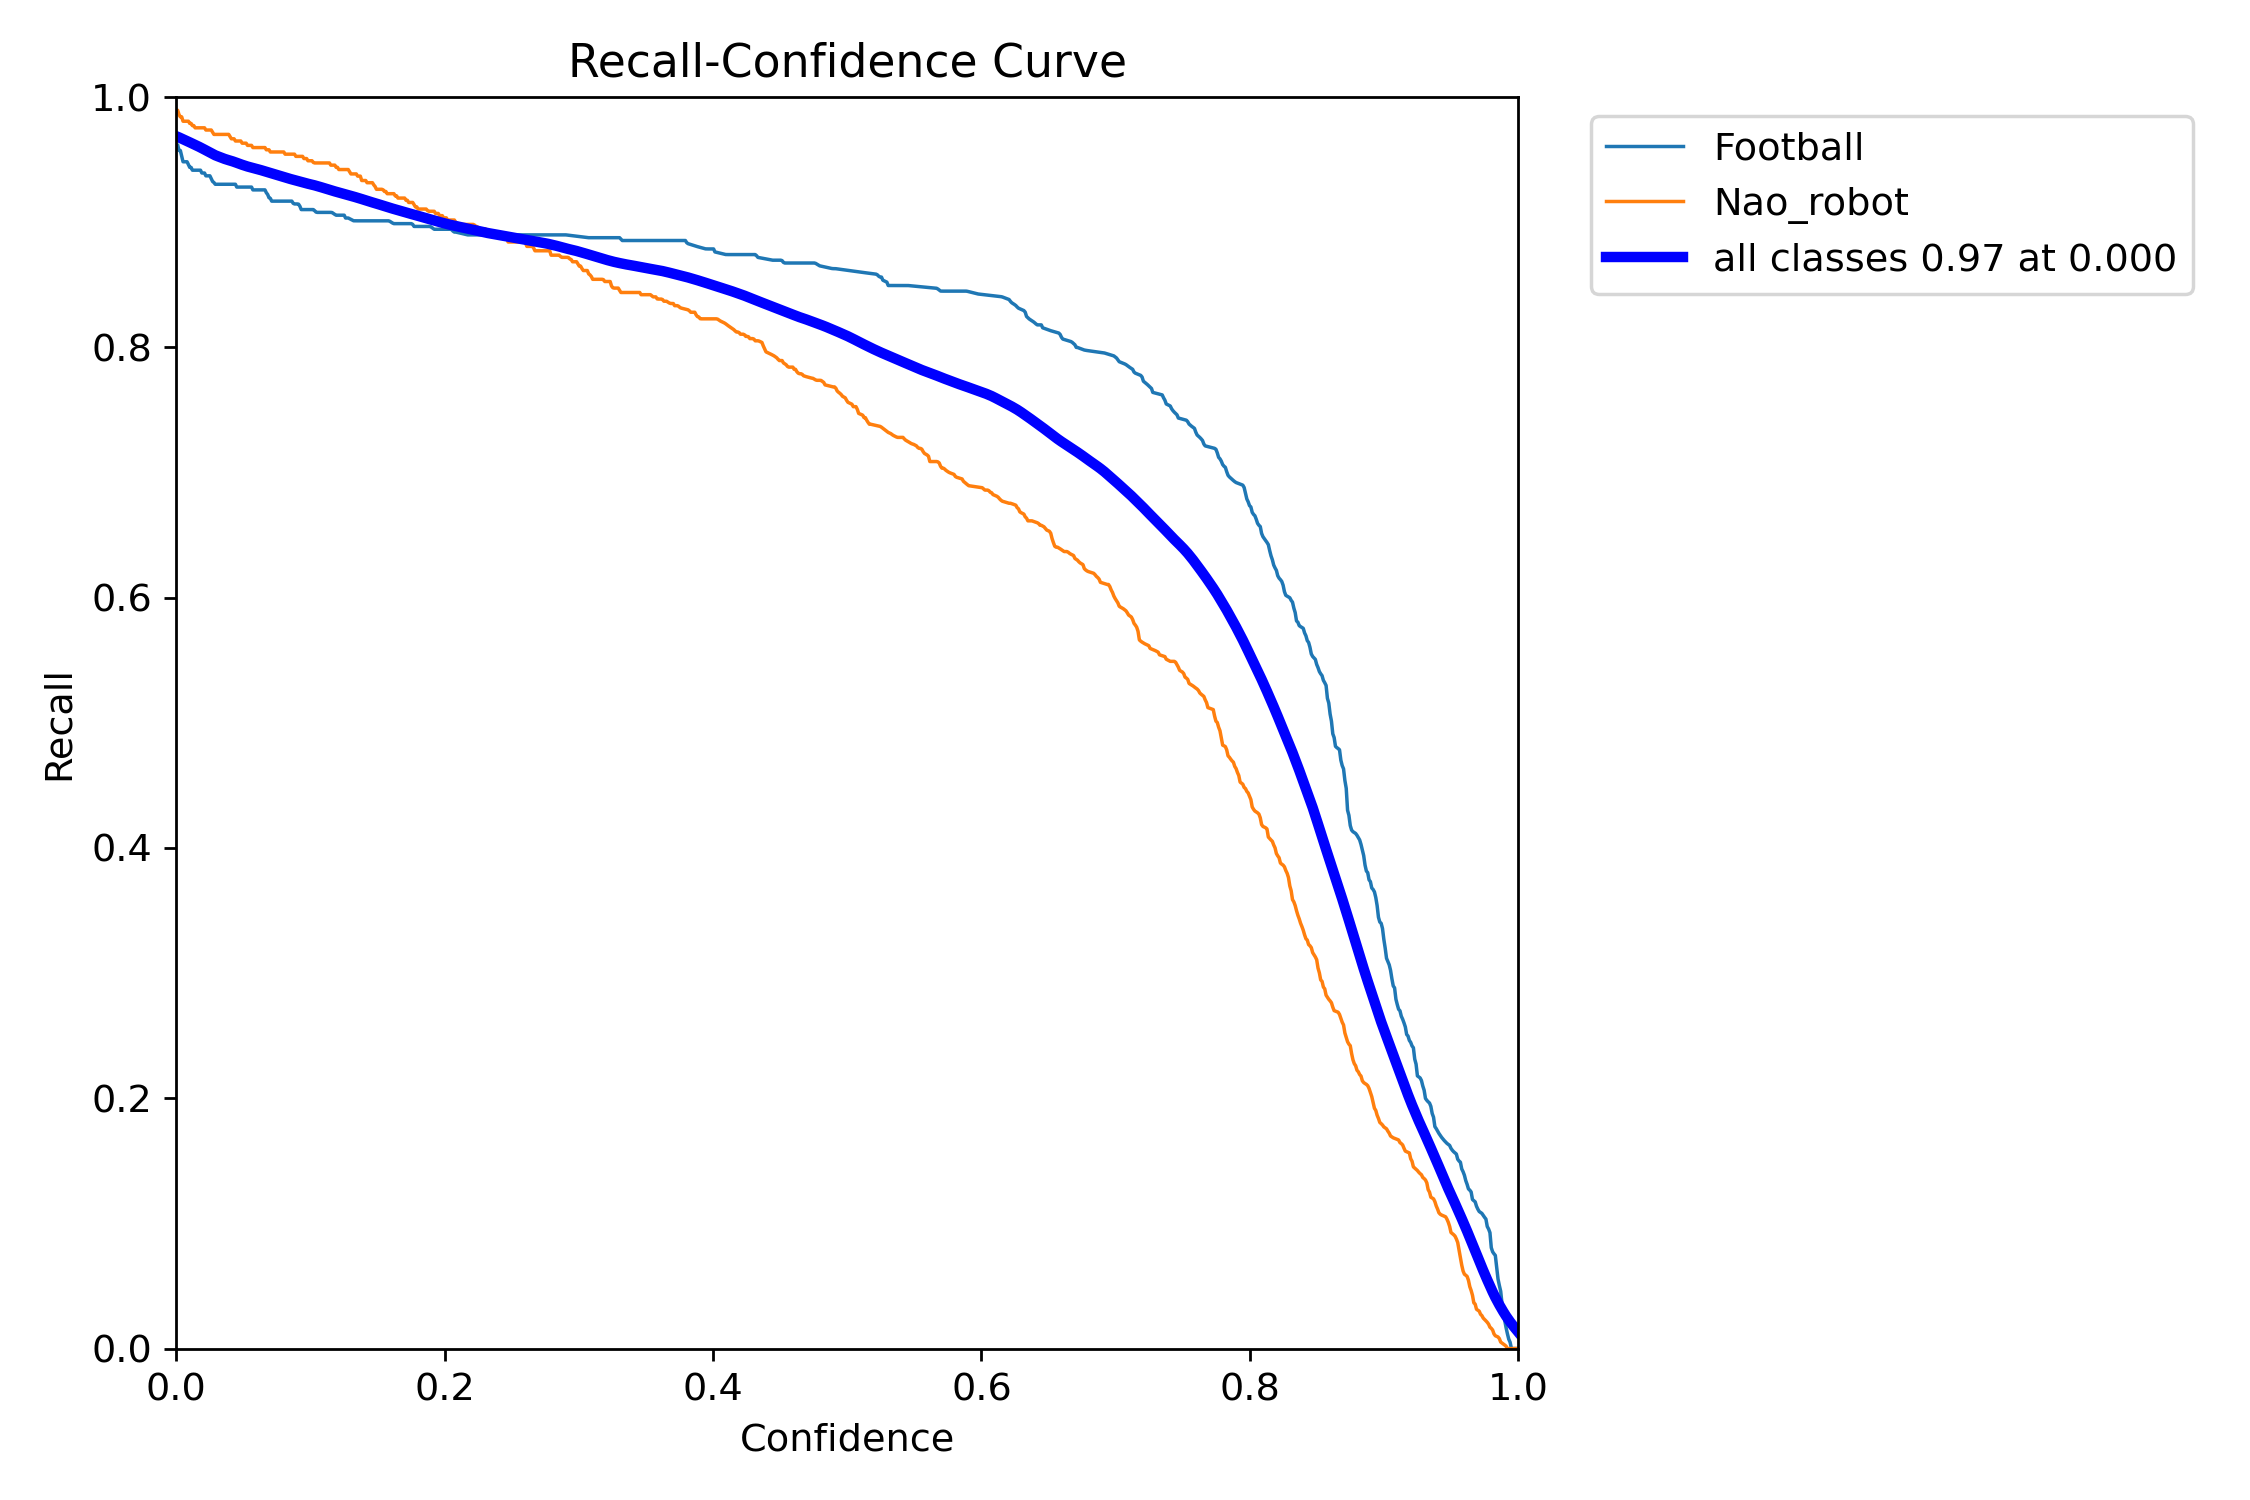 Recall-Confidence Curve
1.0
0.8
0.6
0.4
0.2
0.0
Recall
0.0 0.2 0.4 0.6 0.8 1.0
Confidence
Football
Nao_robot
all classes 0.97 at 0.000